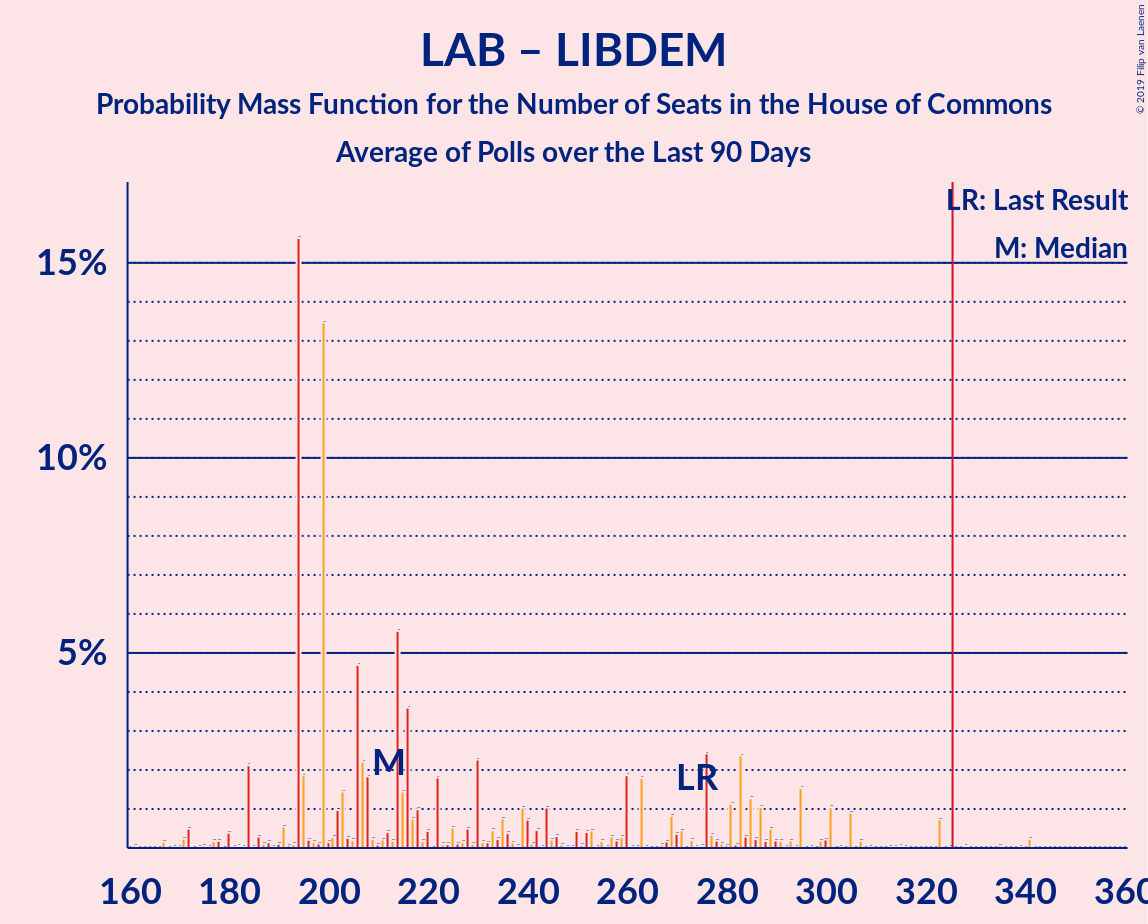 LAB – LIBDEM
Probability Mass Function for the Number of Seats in the House of Commons
Average of Polls over the Last 90 Days
© 2019 Filip van Laenen
LR: Last Result
M: Median
15%
10%
5%
M
LR
160 180 200 220 240 260 280 300 320 340 360